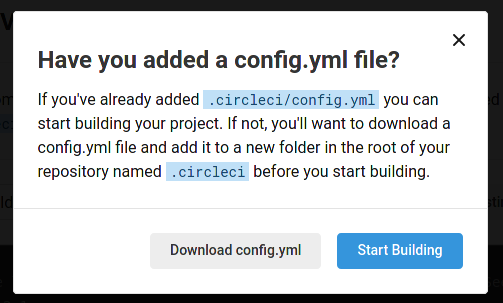 Have you added a config.yml file?
If you've already added .circleci/config.yml you can
start building your project. If not, you'll want to download a
config.yml file and add it to a new folder in the root of your
repository named .circleci before you start building.
Download config.yml
Start Building